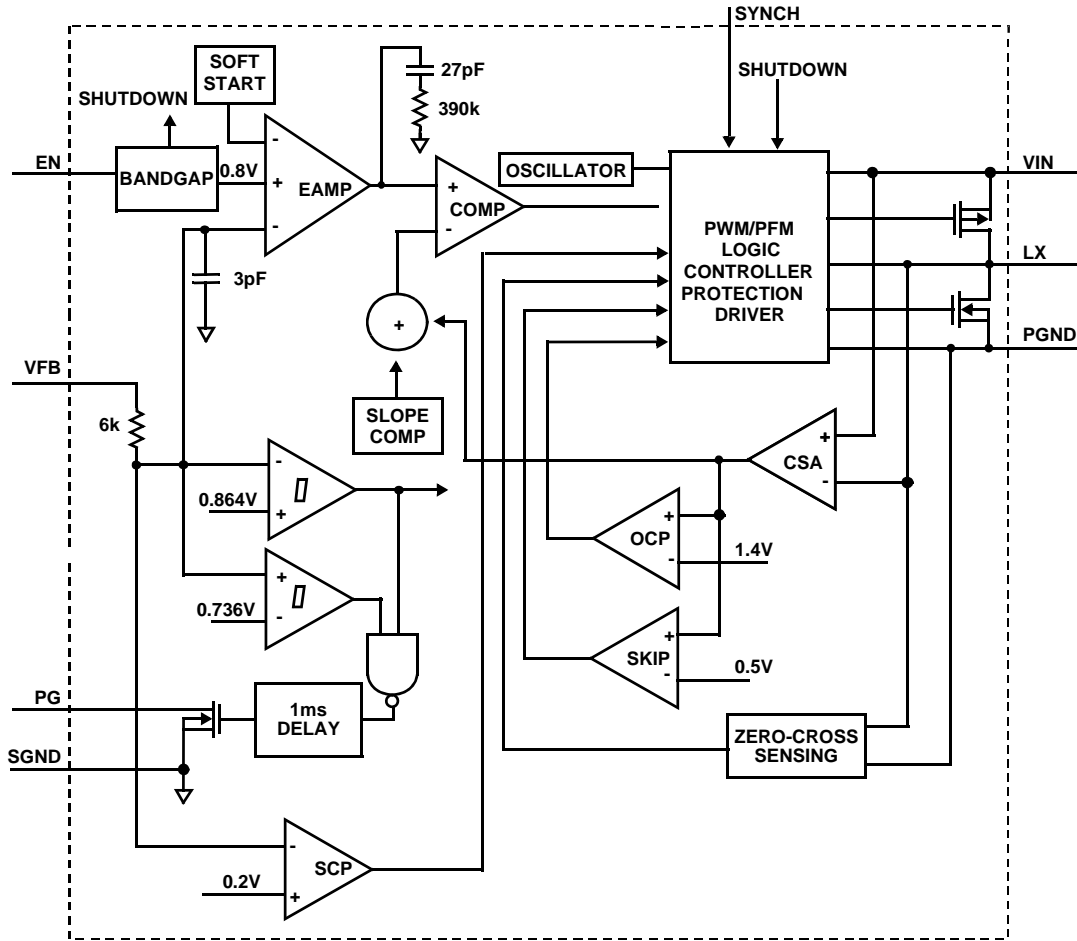 SYNCH
SOFT
START
27pF
SHUTDOWN
SHUTDOWN
390k
-
EN
BANDGAP
0.8V
+
EAMP
OSCILLATOR
VIN
+
COMP
-
-
PWM/PFM
LOGIC
CONTROLLER
PROTECTION
DRIVER
LX
3pF
+
PGND
VFB
6k
SLOPE
COMP
+
CSA
-
-
0.864V
+
+
OCP
-
1.4V
+
0.736V
-
+
SKIP
-
0.5V
PG
1ms
DELAY
SGND
ZERO-CROSS
SENSING
-
SCP
0.2V
+